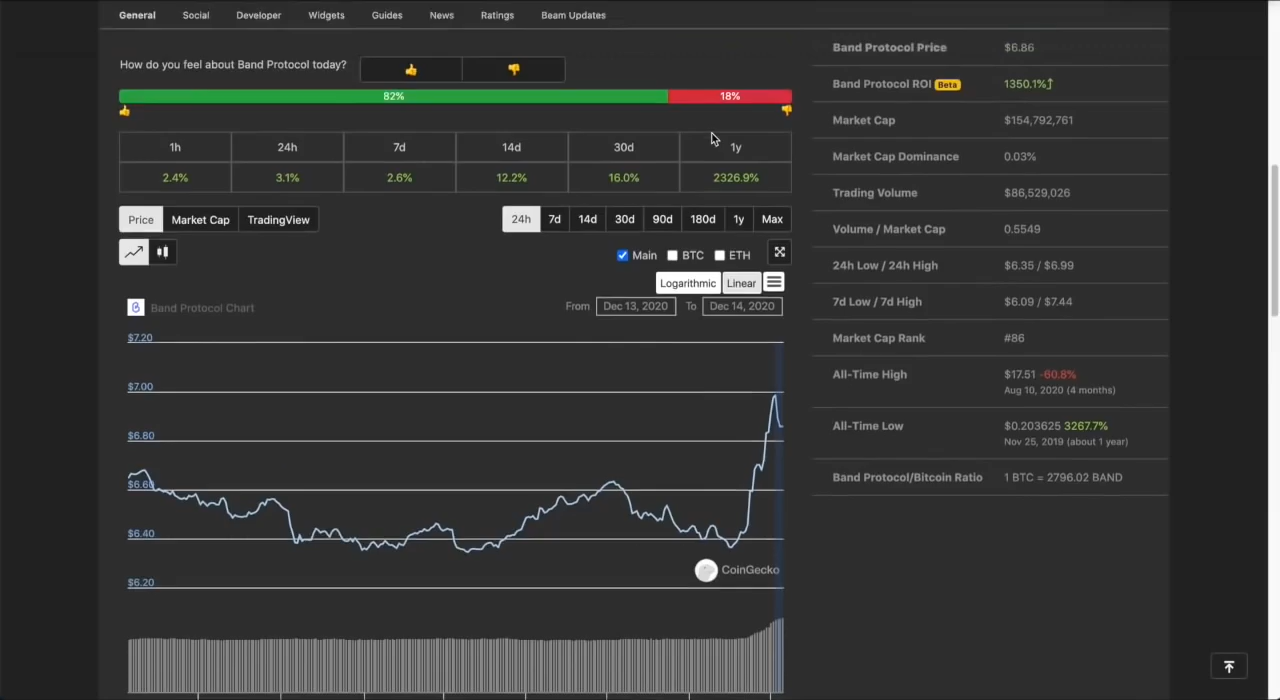 General Social Developer Widgets Guides News Ratings Beam Updates
How do you feel about Band Protocol today?
82% 18%
1h 24h 7d 14d 30d 1y
2.4% 3.1% 2.6% 12.2% 16.0% 2326.9%
Price Market Cap TradingView 24h 7d 14d 30d 90d 180d 1y Max
Main BTC ETH
Logarithmic Linear
Band Protocol Chart From Dec 13, 2020 To Dec 14, 2020
$7.20
$7.00
$6.80
$6.60
$6.40
$6.20
CoinGecko
Band Protocol Price $6.86
Band Protocol ROI Beta 1350.1%
Market Cap $154,792,761
Market Cap Dominance 0.03%
Trading Volume $86,529,026
Volume / Market Cap 0.5549
24h Low / 24h High $6.35 / $6.99
7d Low / 7d High $6.09 / $7.44
Market Cap Rank #86
All-Time High $17.51 -60.8%
Aug 10, 2020 (4 months)
All-Time Low $0.203625 3267.7%
Nov 25, 2019 (about 1 year)
Band Protocol/Bitcoin Ratio 1 BTC = 2796.02 BAND